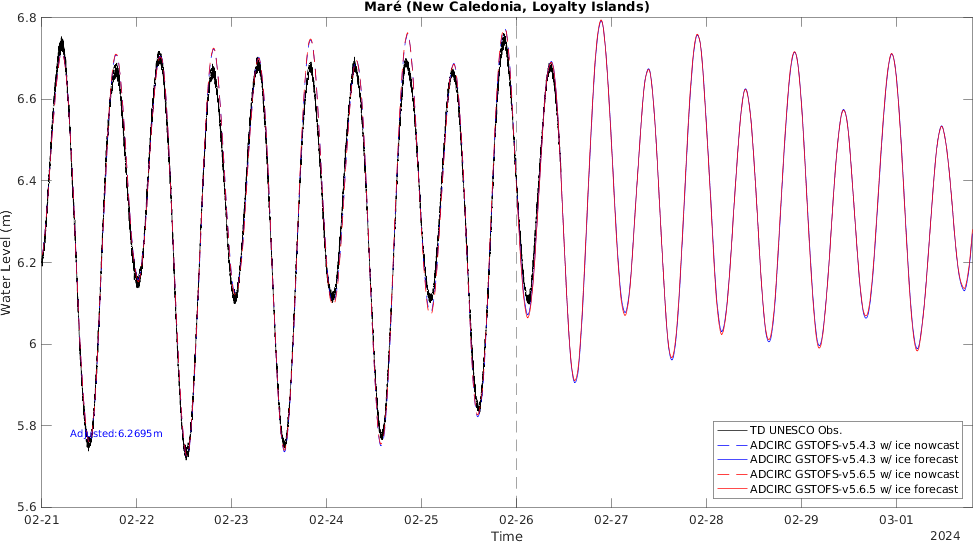 Maré (New Caledonia, Loyalty Islands)
6.8
6.6
6.4
6.2
6
5.8
5.6
Water Level (m)
Adjusted:6.2695m
TD UNESCO Obs.
ADCIRC GSTOFS-v5.4.3 w/ ice nowcast
ADCIRC GSTOFS-v5.4.3 w/ ice forecast
ADCIRC GSTOFS-v5.6.5 w/ ice nowcast
ADCIRC GSTOFS-v5.6.5 w/ ice forecast
02-21 02-22 02-23 02-24 02-25 02-26 02-27 02-28 02-29 03-01
Time
2024